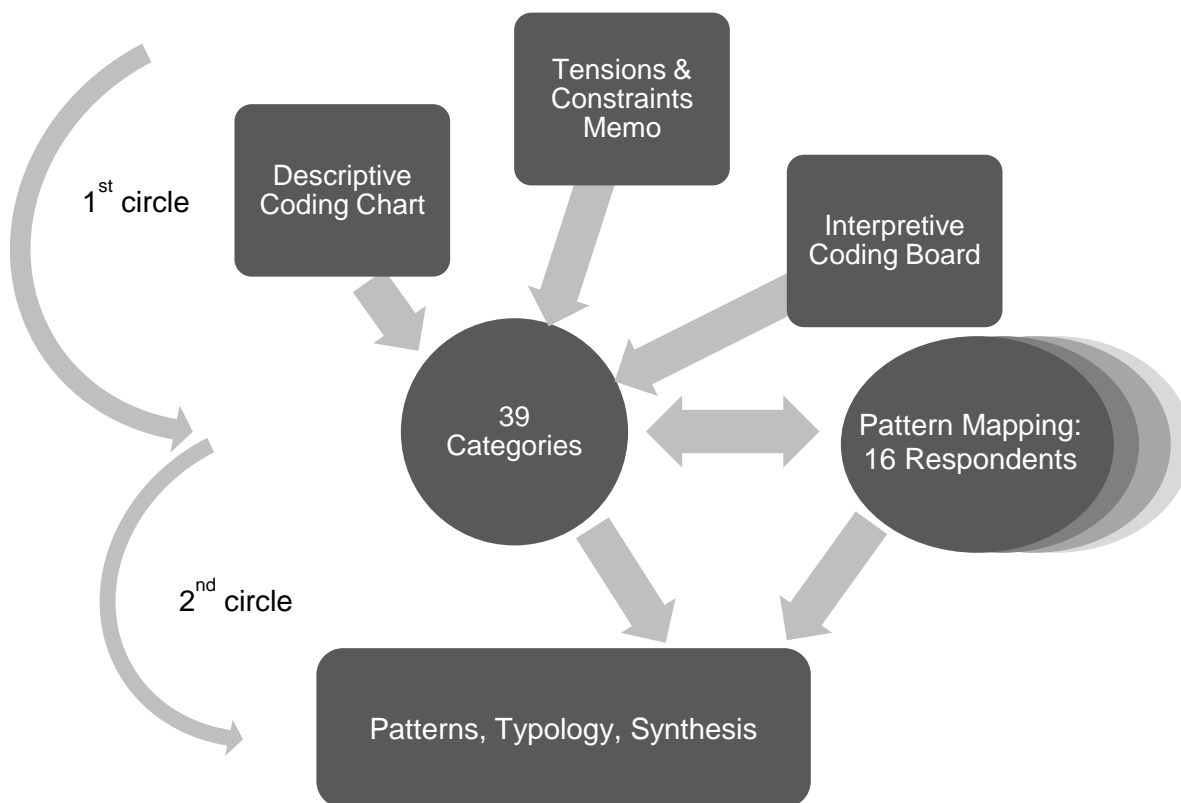 Tensions &
Constraints
Memo
Descriptive
Coding Chart
1st circle
Interpretive
Coding Board
39
Categories
Pattern Mapping:
16 Respondents
2nd circle
Patterns, Typology, Synthesis